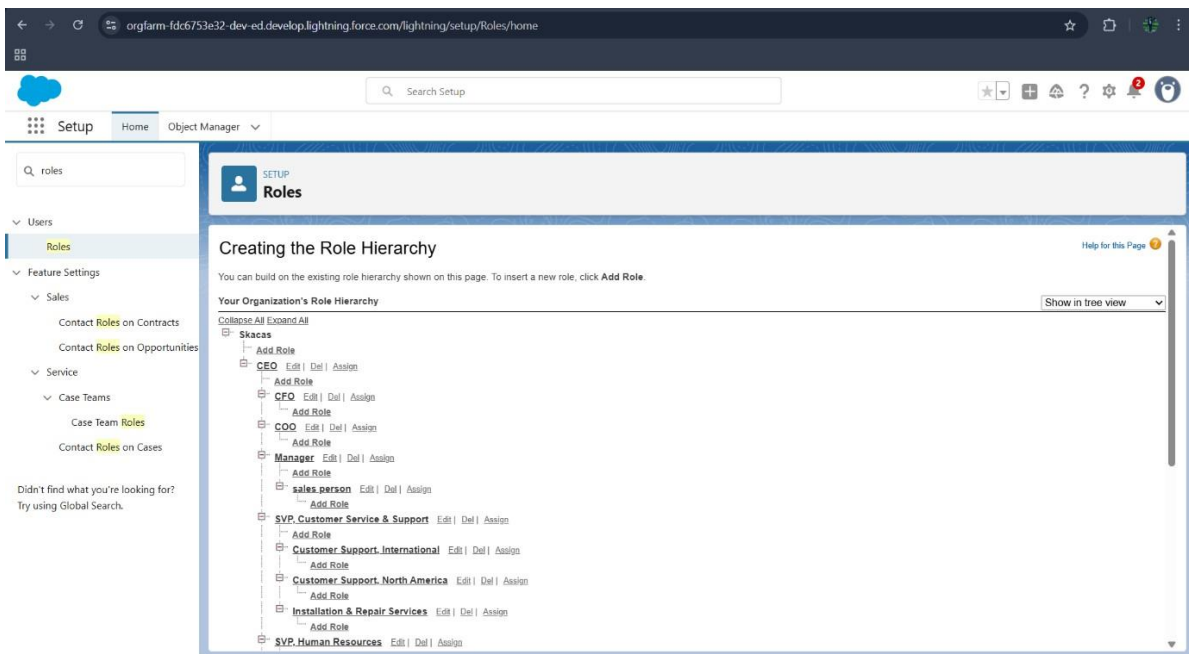 orgfarm-fdc6753e32-dev-ed.develop.lightning.force.com/lightning/setup/Roles/home
Search Setup
2
Setup Home Object Manager
roles
SETUP
Roles
Users
Roles
Feature Settings
Sales
Contact Roles on Contracts
Contact Roles on Opportunities
Service
Case Teams
Case Team Roles
Contact Roles on Cases
Didn't find what you're looking for?
Try using Global Search.
Creating the Role Hierarchy
Help for this Page ?
You can build on the existing role hierarchy shown on this page. To insert a new role, click Add Role.
Your Organization's Role Hierarchy
Show in tree view
Collapse All Expand All
Skacas
Add Role
CEO Edit | Del | Assign
Add Role
CFO Edit | Del | Assign
Add Role
COO Edit | Del | Assign
Add Role
Manager Edit | Del | Assign
Add Role
sales person Edit | Del | Assign
Add Role
SVP, Customer Service & Support Edit | Del | Assign
Add Role
Customer Support, International Edit | Del | Assign
Add Role
Customer Support, North America Edit | Del | Assign
Add Role
Installation & Repair Services Edit | Del | Assign
Add Role
SVP, Human Resources Edit | Del | Assign